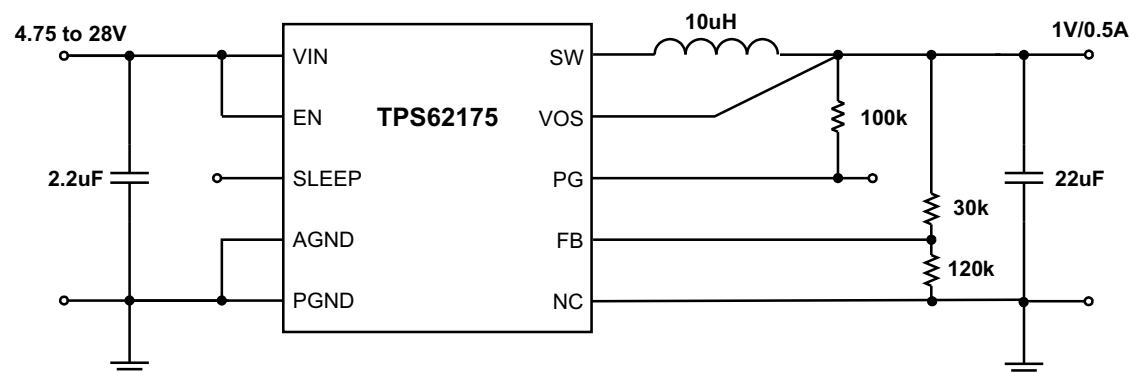 10uH
4.75 to 28V
1V/0.5A
VIN
SW
EN
TPS62175
VOS
100k
2.2uF
SLEEP
PG
22uF
30k
AGND
FB
120k
PGND
NC